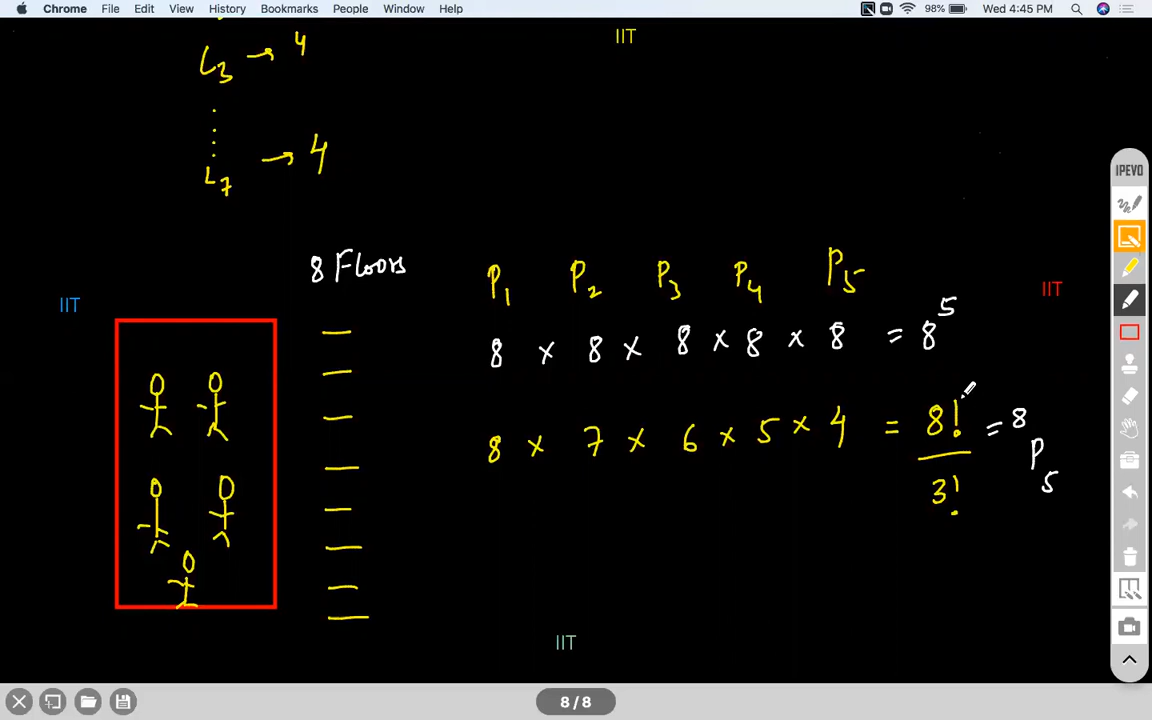 Chrome File Edit View History Bookmarks People Window Help 98% Wed 4:45 PM
IIT
L3 → 4
L7 → 4
8 Floors
P1 P2 P3 P4 P5
IIT
IIT
8 × 8 × 8 × 8 × 8 = 8^5
8 × 7 × 6 × 5 × 4 = 8!/3! = ⁸P₅
IIT
IPEVO
8 / 8